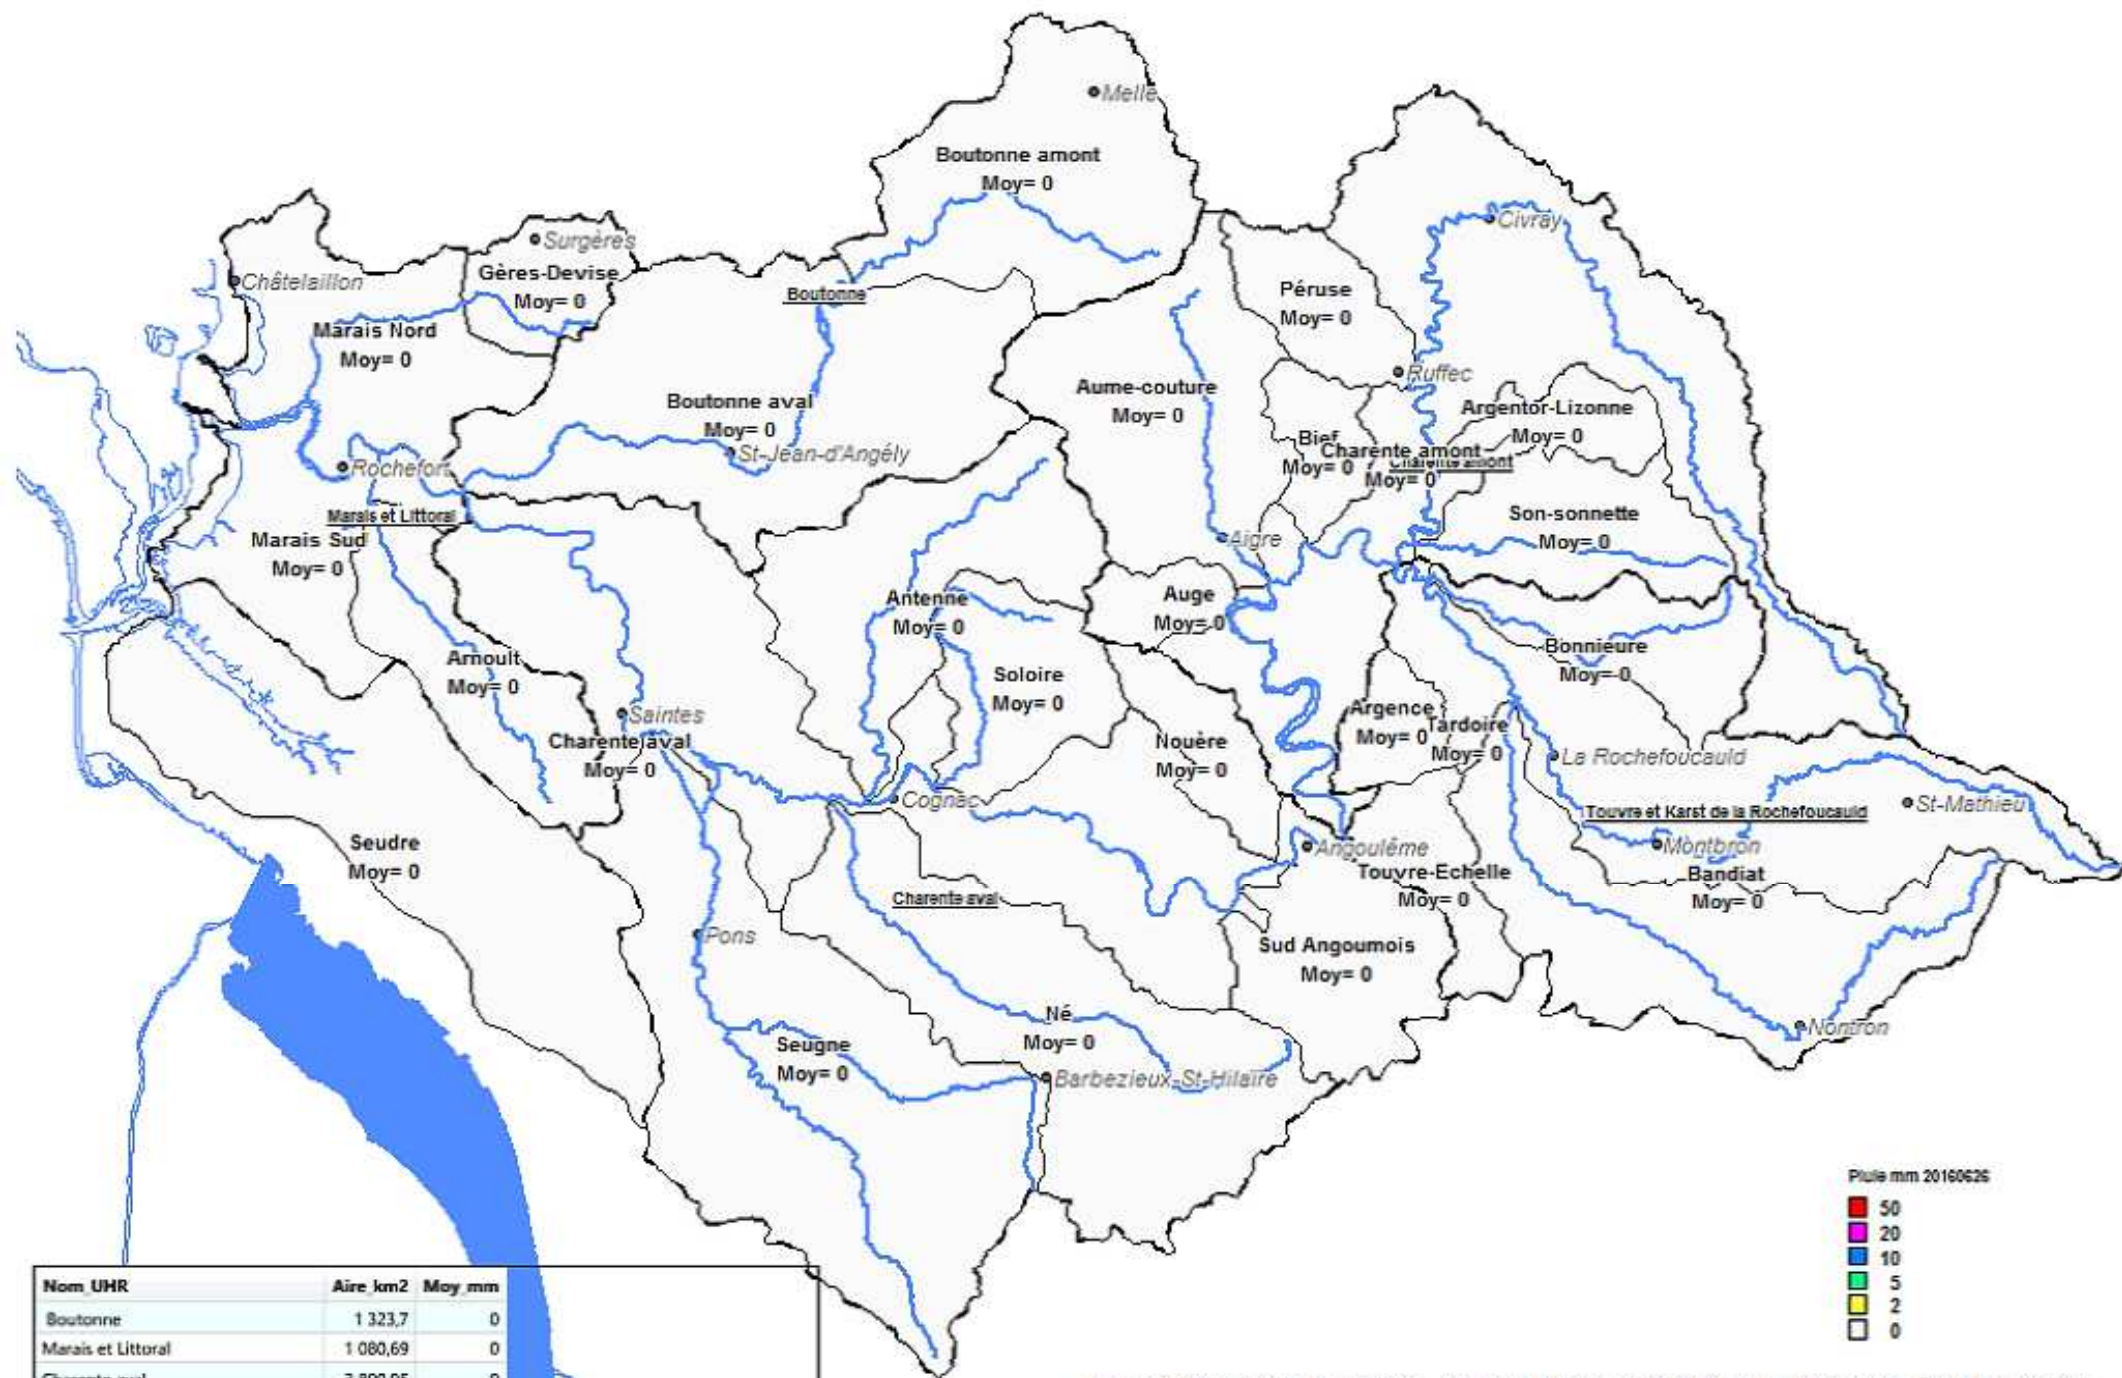 Melle
Boutonne amont
Moy= 0
Civray
Surgères
Gères-Devise
Moy= 0
Châtelaillon
Boutonne
Péruse
Moy= 0
Marais Nord
Moy= 0
Ruffec
Aume-couture
Moy= 0
Boutonne aval
Moy= 0
Argentor-Lizonne
Moy= 0
St-Jean-d'Angély
Bief
Moy= 0
Charente amont
Charente amont
Moy= 0
Rochefort
Marais et Littoral
Son-sonnette
Moy= 0
Marais Sud
Moy= 0
Aigre
Antenne
Moy= 0
Auge
Moy= 0
Bonnieure
Moy= 0
Arnoult
Moy= 0
Soloire
Moy= 0
Saintes
Argence
Moy= 0
Tardoire
Moy= 0
Charente aval
Moy= 0
Nouère
Moy= 0
La Rochefoucauld
Cognac
St-Mathieu
Touvre et Karst de la Rochefoucauld
Seudre
Moy= 0
Angoulême
Montbron
Touvre-Echelle
Moy= 0
Bandiat
Moy= 0
Charente aval
Pons
Sud Angoumois
Moy= 0
Né
Moy= 0
Nontron
Seugne
Moy= 0
Barbezieux-St-Hilaire
Pluie mm 20160626
50
20
10
5
2
0
Nom_UHR Aire_km2 Moy_mm
Boutonne 1 323,7 0
Marais et Littoral 1 080,69 0